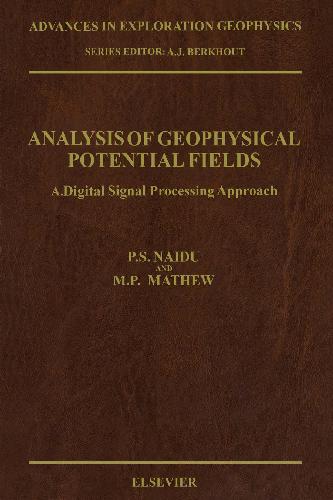 ADVANCES IN EXPLORATION GEOPHYSICS
SERIES EDITOR: A.J. BERKHOUT
ANALYSIS OF GEOPHYSICAL
POTENTIAL FIELDS
A Digital Signal Processing Approach
P.S. NAIDU
AND
M.P. MATHEW
ELSEVIER